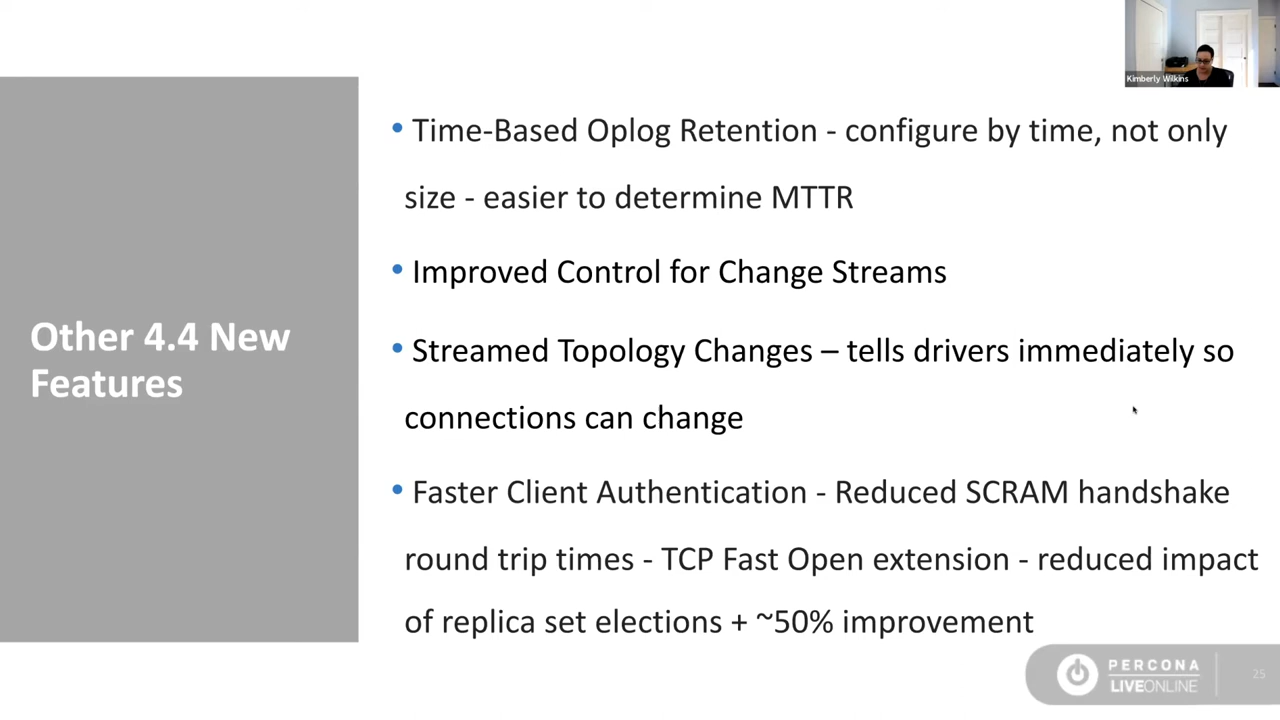 Kimberly Wilkins
Other 4.4 New
Features
• Time-Based Oplog Retention - configure by time, not only
size - easier to determine MTTR
• Improved Control for Change Streams
• Streamed Topology Changes – tells drivers immediately so
connections can change
• Faster Client Authentication - Reduced SCRAM handshake
round trip times - TCP Fast Open extension - reduced impact
of replica set elections + ~50% improvement
PERCONA
LIVEONLINE
25